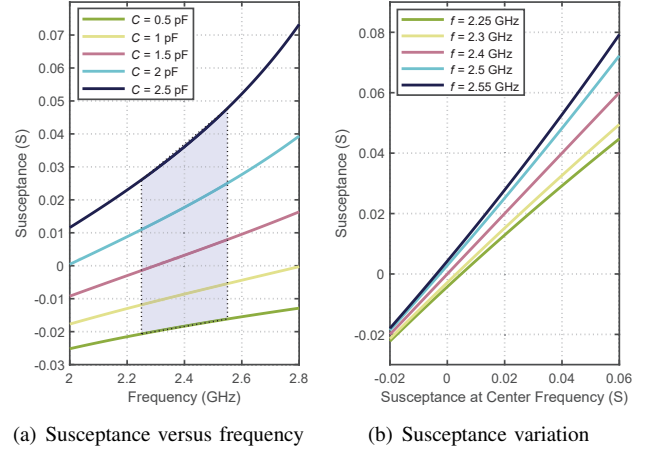 C = 0.5 pF
C = 1 pF
C = 1.5 pF
C = 2 pF
C = 2.5 pF
0.07
0.06
0.05
0.04
0.03
0.02
0.01
0
-0.01
-0.02
-0.03
Susceptance (S)
2
2.2
2.4
2.6
2.8
Frequency (GHz)
(a) Susceptance versus frequency
f = 2.25 GHz
f = 2.3 GHz
f = 2.4 GHz
f = 2.5 GHz
f = 2.55 GHz
0.08
0.06
0.04
0.02
0
-0.02
Susceptance (S)
-0.02
0
0.02
0.04
0.06
Susceptance at Center Frequency (S)
(b) Susceptance variation